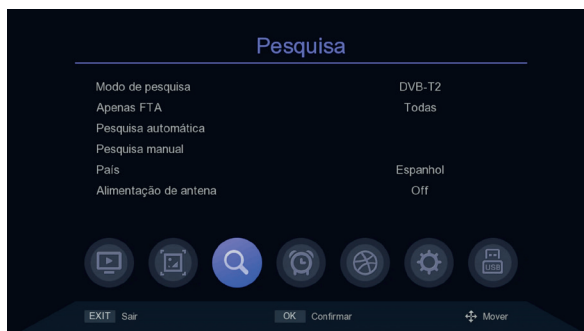 Pesquisa
Modo de pesquisa DVB-T2
Apenas FTA Todas
Pesquisa automática
Pesquisa manual
País Espanhol
Alimentação de antena Off
USB
EXIT Sair OK Confirmar Mover